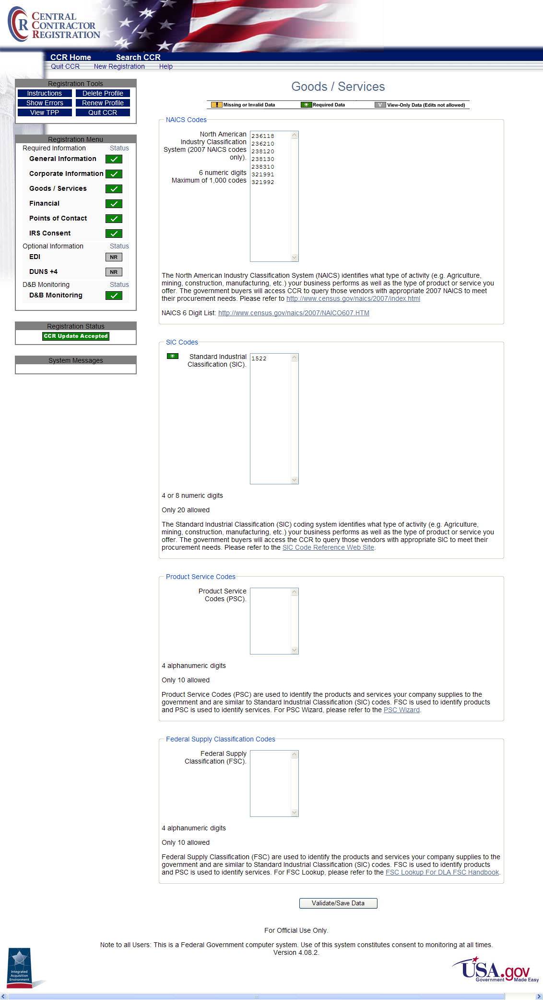 CENTRAL
CONTRACTOR
REGISTRATION
CCR Home Search CCR
Quit CCR New Registration Help
Registration Tools
Instructions Delete Profile
Show Errors Renew Profile
View TPP Quit CCR
Registration Menu
Required Information Status
General Information
Corporate Information
Goods / Services
Financial
Points of Contact
IRS Consent
Optional Information Status
EDI NR
DUNS +4 NR
D&B Monitoring Status
D&B Monitoring
Registration Status
CCR Update Accepted
System Messages
Goods / Services
! Missing or Invalid Data * Required Data V View-Only Data (Edits not allowed)
NAICS Codes
North American
Industry Classification
System (2007 NAICS codes
only).
6 numeric digits
Maximum of 1,000 codes
236118
236210
238120
238130
238310
321991
321992
The North American Industry Classification System (NAICS) identifies what type of activity (e.g. Agriculture,
mining, construction, manufacturing, etc.) your business performs as well as the type of product or service you
offer. The government buyers will access CCR to query those vendors with appropriate 2007 NAICS to meet
their procurement needs. Please refer to http://www.census.gov/naics/2007/index.html
NAICS 6 Digit List: http://www.census.gov/naics/2007/NAICO607.HTM
SIC Codes
* Standard Industrial
Classification (SIC).
1522
4 or 8 numeric digits
Only 20 allowed
The Standard Industrial Classification (SIC) coding system identifies what type of activity (e.g. Agriculture,
mining, construction, manufacturing, etc.) your business performs as well as the type of product or service you
offer. The government buyers will access the CCR to query those vendors with appropriate SIC to meet their
procurement needs. Please refer to the SIC Code Reference Web Site.
Product Service Codes
Product Service
Codes (PSC).
4 alphanumeric digits
Only 10 allowed
Product Service Codes (PSC) are used to identify the products and services your company supplies to the
government and are similar to Standard Industrial Classification (SIC) codes. FSC is used to identify products
and PSC is used to identify services. For PSC Wizard, please refer to the PSC Wizard.
Federal Supply Classification Codes
Federal Supply
Classification (FSC).
4 alphanumeric digits
Only 10 allowed
Federal Supply Classification (FSC) are used to identify the products and services your company supplies to the
government and are similar to Standard Industrial Classification (SIC) codes. FSC is used to identify products
and PSC is used to identify services. For FSC Lookup, please refer to the FSC Lookup For DLA FSC Handbook.
Validate/Save Data
For Official Use Only.
Note to all Users: This is a Federal Government computer system. Use of this system constitutes consent to monitoring at all times.
Version 4.08.2.
Integrated
Acquisition
Environment
USA.gov
Government Made Easy